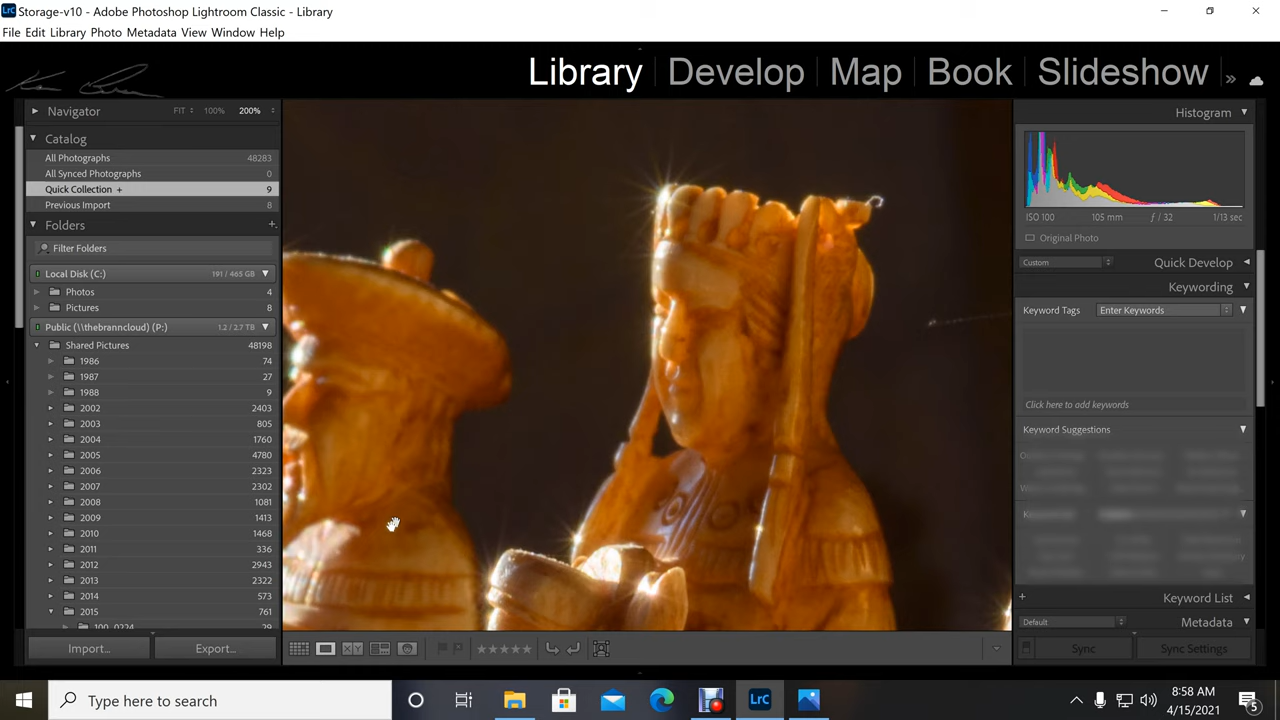 Lrc Storage-v10 - Adobe Photoshop Lightroom Classic - Library
File Edit Library Photo Metadata View Window Help
Library Develop Map Book Slideshow »
Navigator FIT 100% 200%
Catalog
All Photographs 48283
All Synced Photographs 0
Quick Collection + 9
Previous Import 8
Folders +
Filter Folders
Local Disk (C:) 191 / 465 GB
Photos 4
Pictures 8
Public (\\thebranncloud) (P:) 1.2 / 2.7 TB
Shared Pictures 48198
1986 74
1987 27
1988 9
2002 2403
2003 805
2004 1760
2005 4780
2006 2323
2007 2302
2008 1081
2009 1413
2010 1468
2011 336
2012 2943
2013 2322
2014 573
2015 761
100_0224 29
Import... Export...
Histogram
ISO 100 105 mm ƒ / 32 1/13 sec
Original Photo
Custom Quick Develop
Keywording
Keyword Tags Enter Keywords
Click here to add keywords
Keyword Suggestions
+ Keyword List
Default Metadata
Sync Sync Settings
XY
Type here to search
LrC
8:58 AM
4/15/2021
5